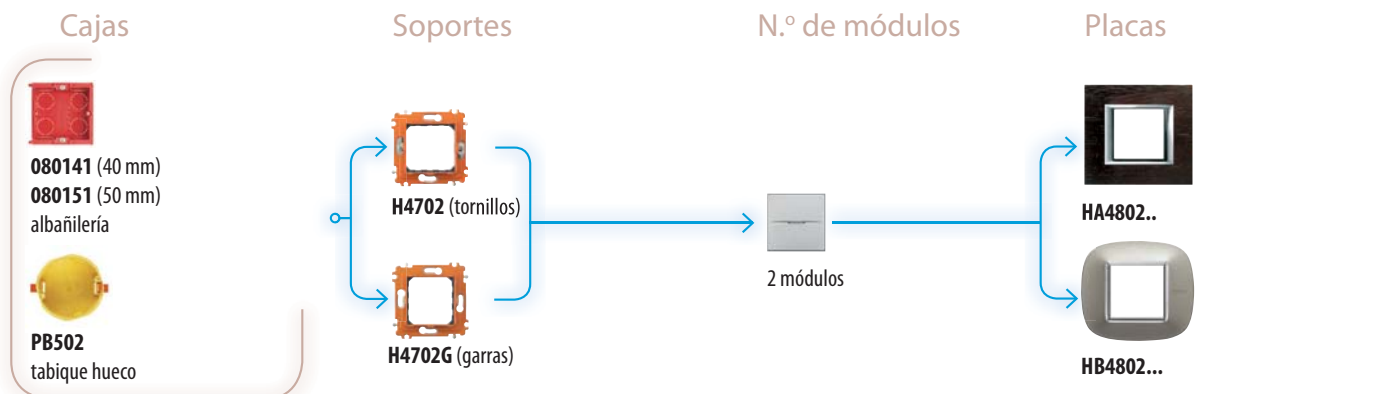 Cajas
Soportes
N.º de módulos
Placas
080141 (40 mm)
080151 (50 mm)
albañilería
PB502
tabique hueco
H4702 (tornillos)
H4702G (garras)
2 módulos
HA4802..
HB4802...